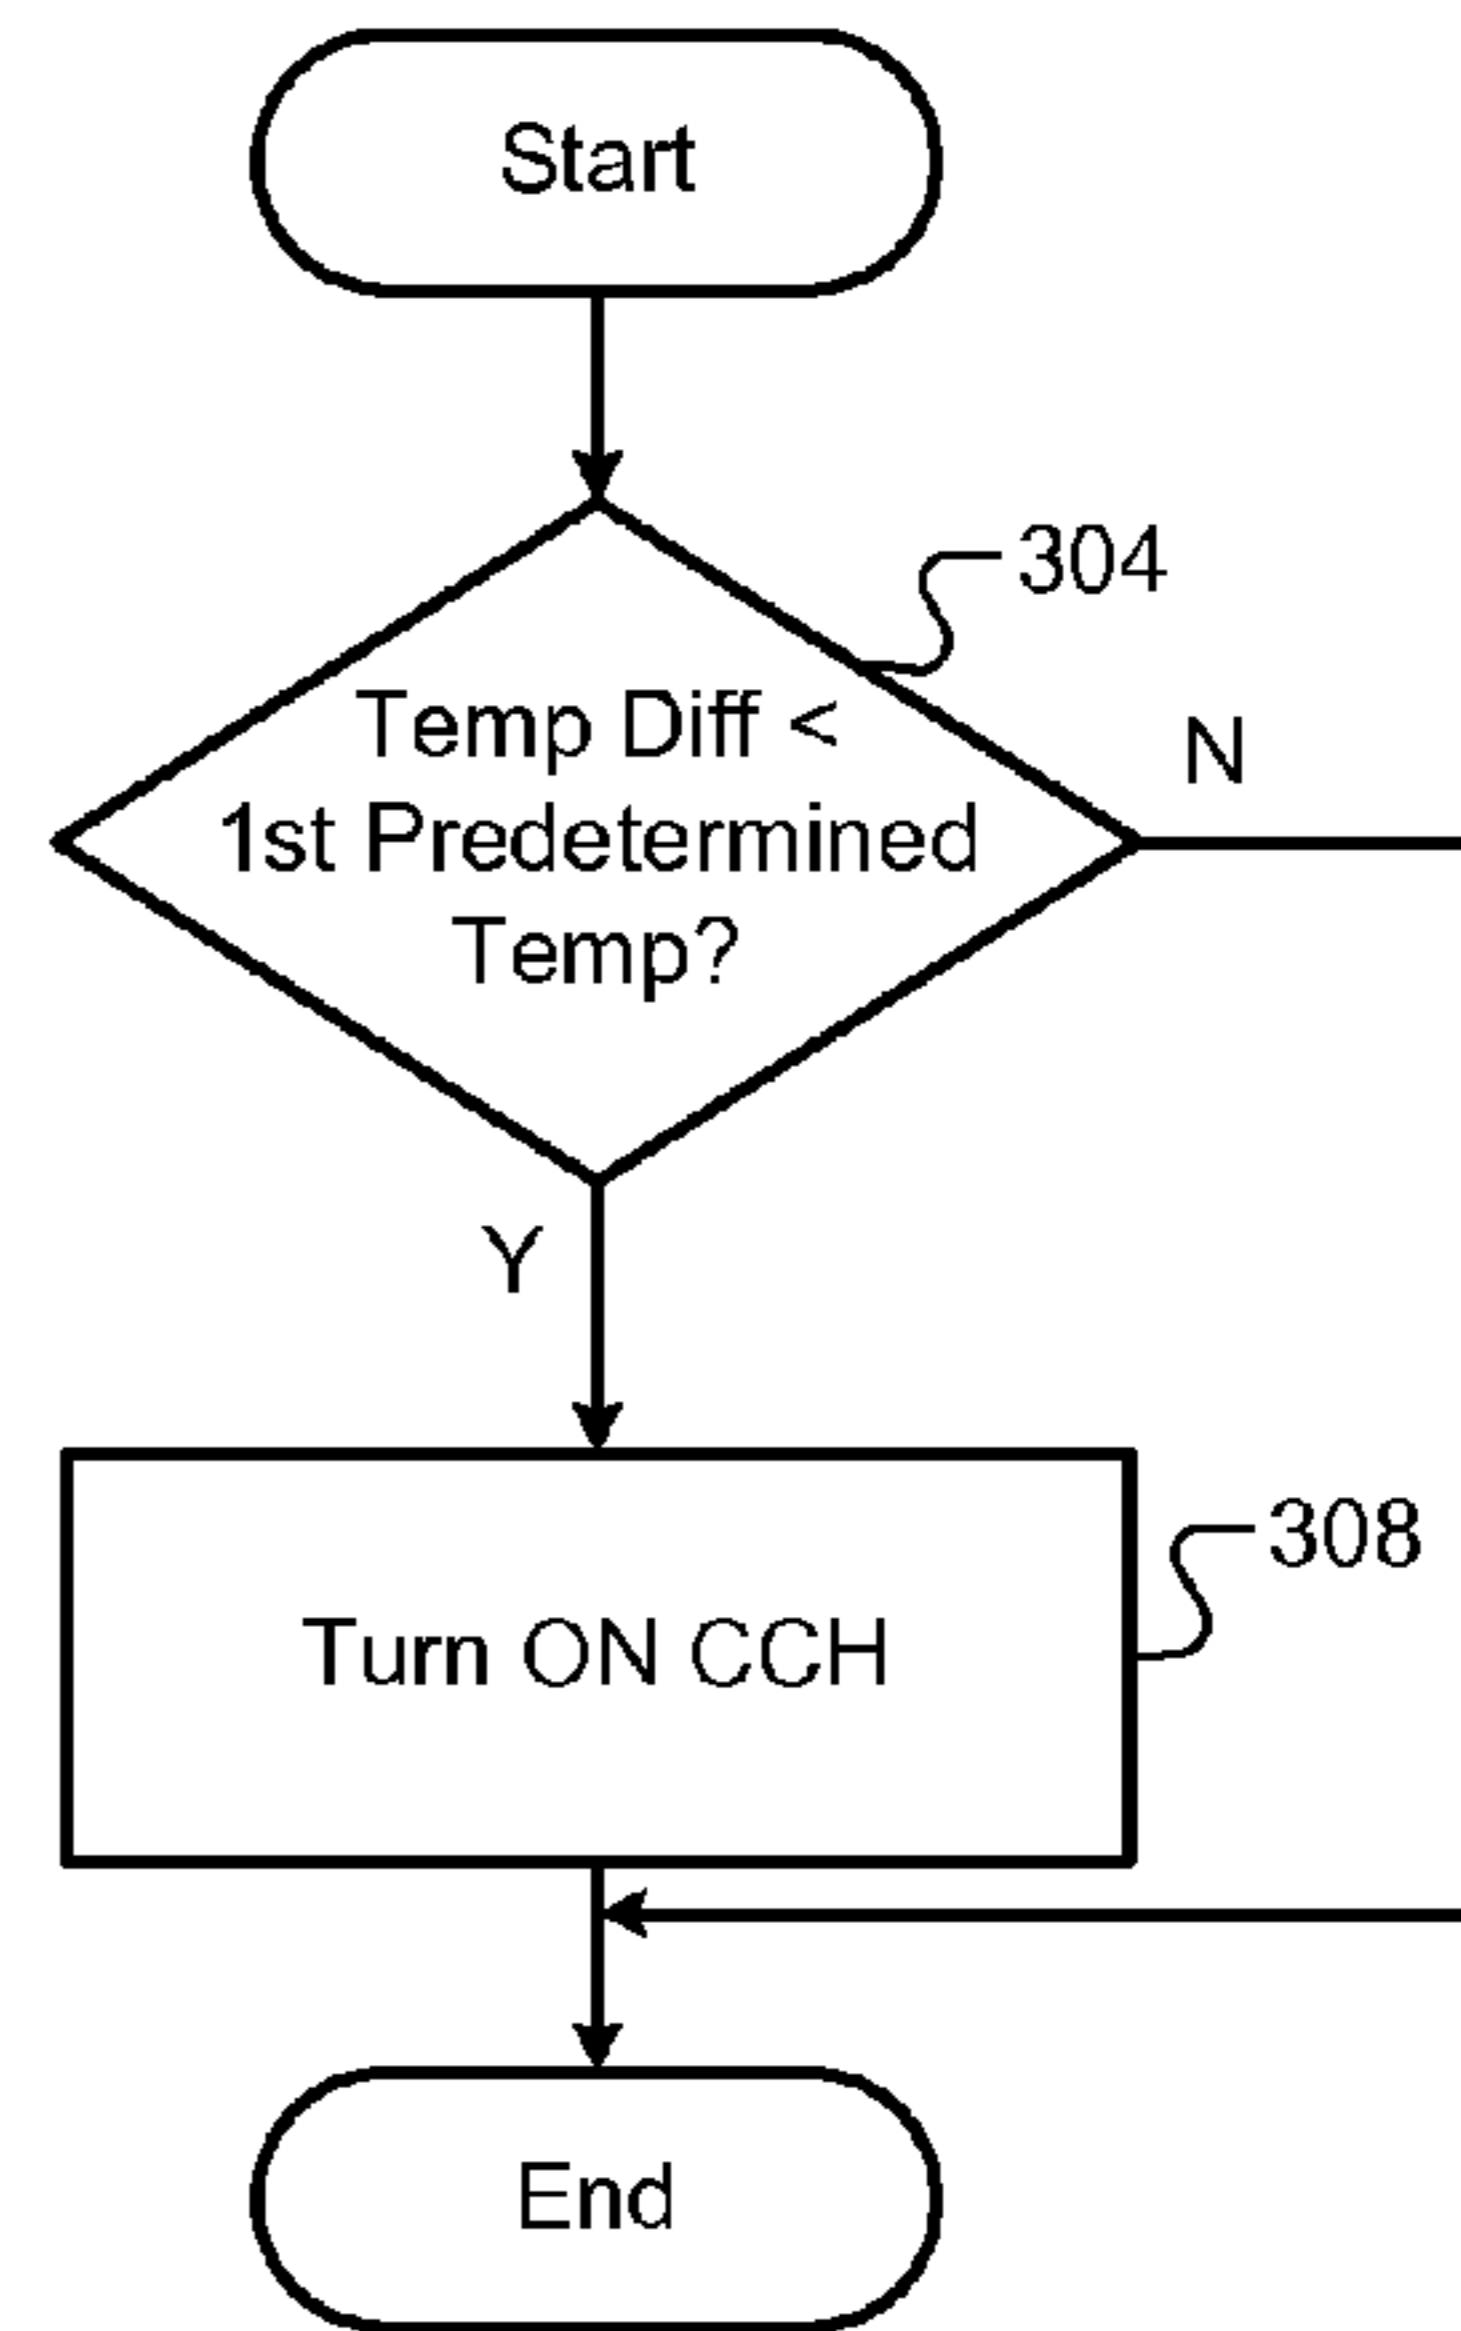 Start
304
Temp Diff <
1st Predetermined
Temp?
N
Y
308
Turn ON CCH
End